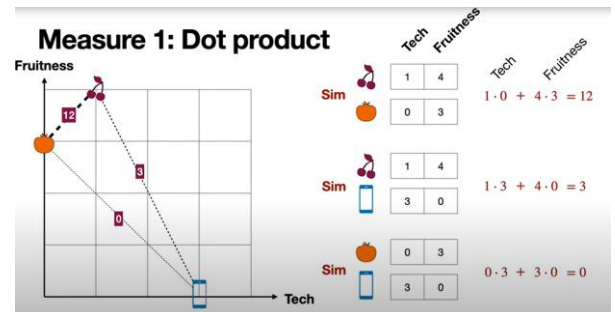 Measure 1: Dot product
Fruitness
12
3
0
Tech
Tech Fruitness
Sim
1 4
0 3
Tech Fruitness
1·0 + 4·3 = 12
Sim
1 4
3 0
1·3 + 4·0 = 3
Sim
0 3
3 0
0·3 + 3·0 = 0